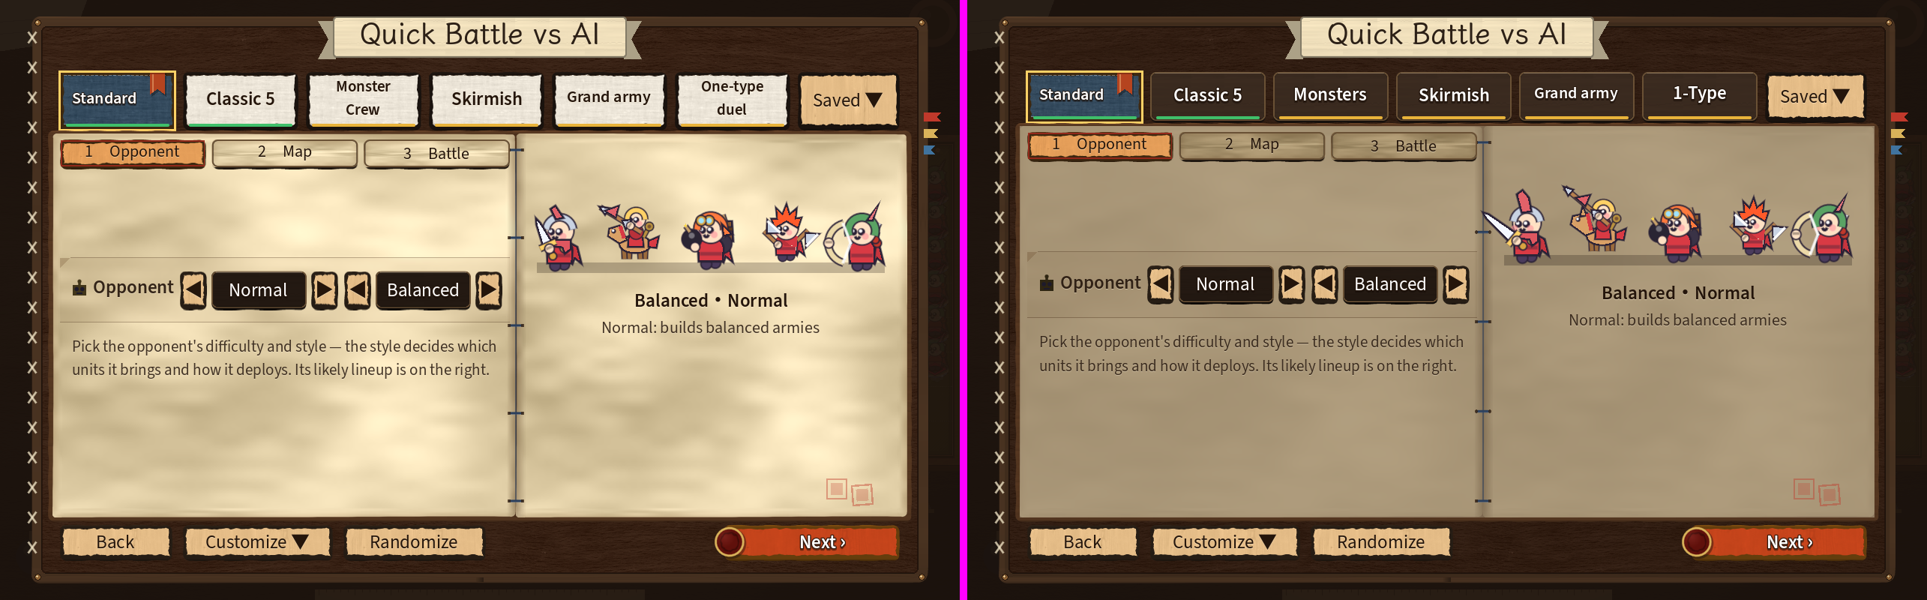 Quick Battle vs AI
Standard
Classic 5
Monster
Crew
Skirmish
Grand army
One-type
duel
Saved ▼
1 Opponent
2 Map
3 Battle
Opponent ◀ Normal ▶ ◀ Balanced ▶
Pick the opponent's difficulty and style — the style decides which
units it brings and how it deploys. Its likely lineup is on the right.
Balanced • Normal
Normal: builds balanced armies
Back
Customize ▼
Randomize
Next ›
Quick Battle vs AI
Standard
Classic 5
Monsters
Skirmish
Grand army
1-Type
Saved ▼
1 Opponent
2 Map
3 Battle
Opponent ◀ Normal ▶ ◀ Balanced ▶
Pick the opponent's difficulty and style — the style decides which
units it brings and how it deploys. Its likely lineup is on the right.
Balanced • Normal
Normal: builds balanced armies
Back
Customize ▼
Randomize
Next ›